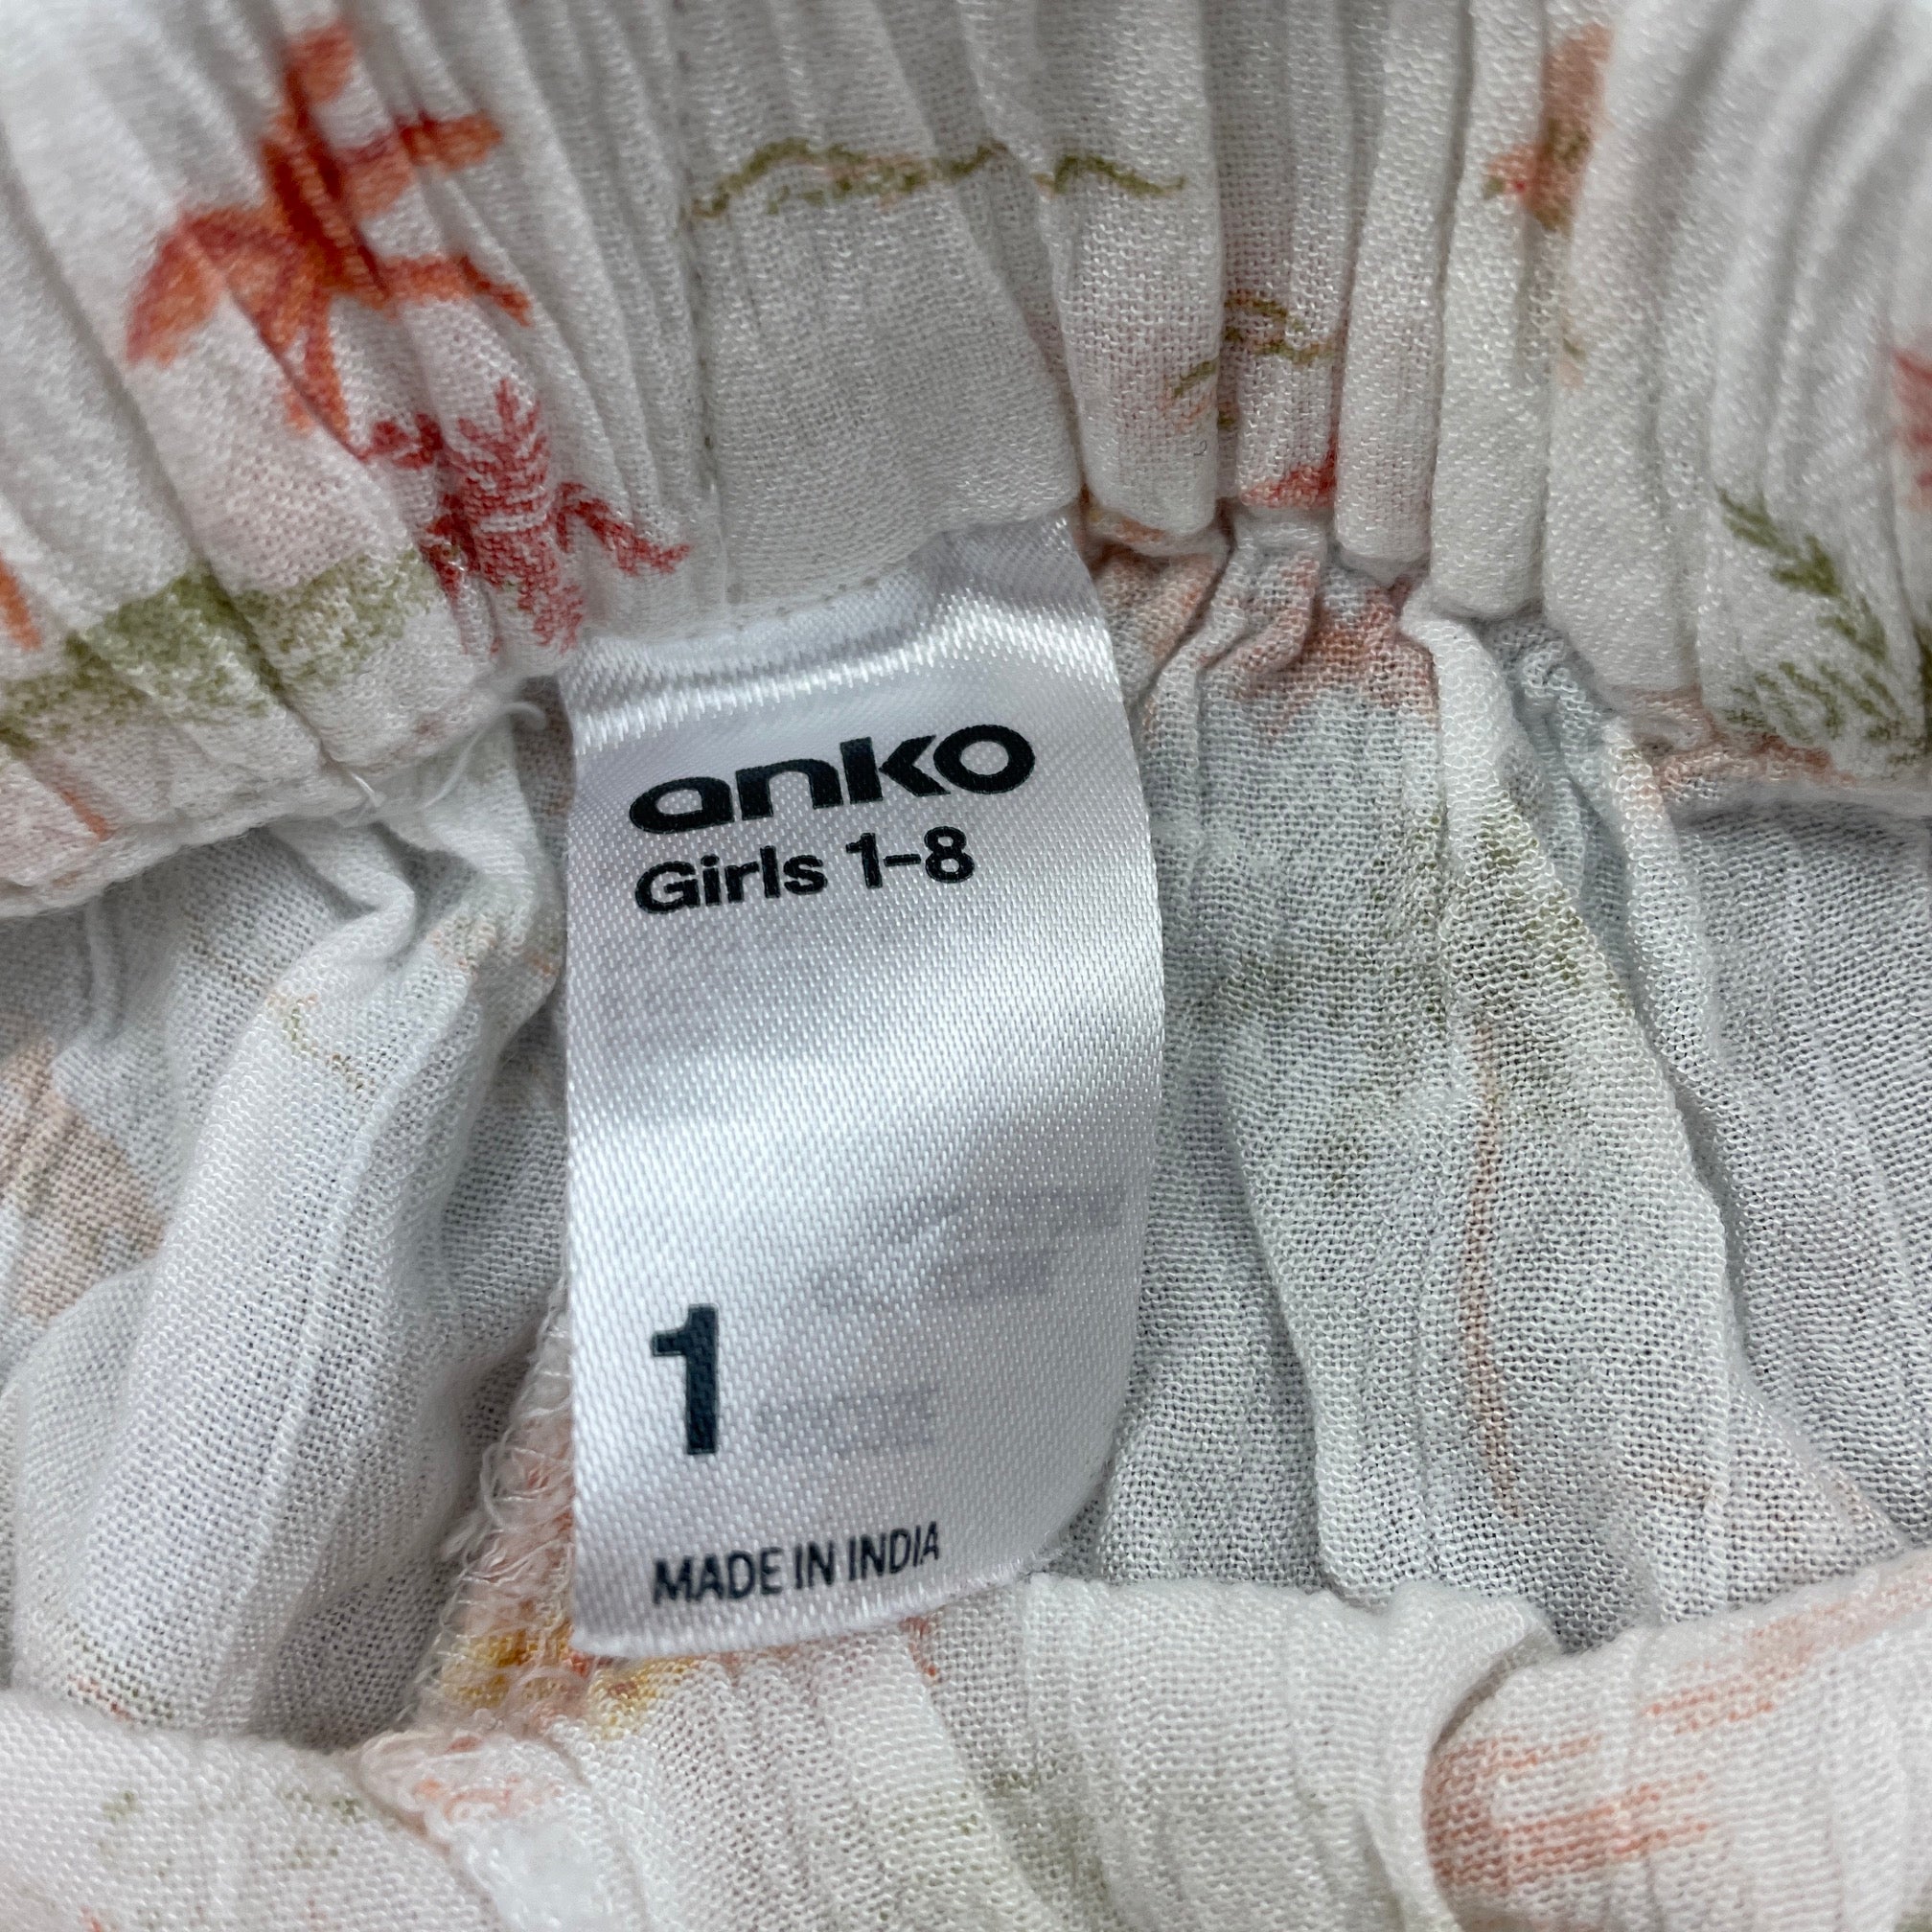 anko
Girls 1-8
1
MADE IN INDIA